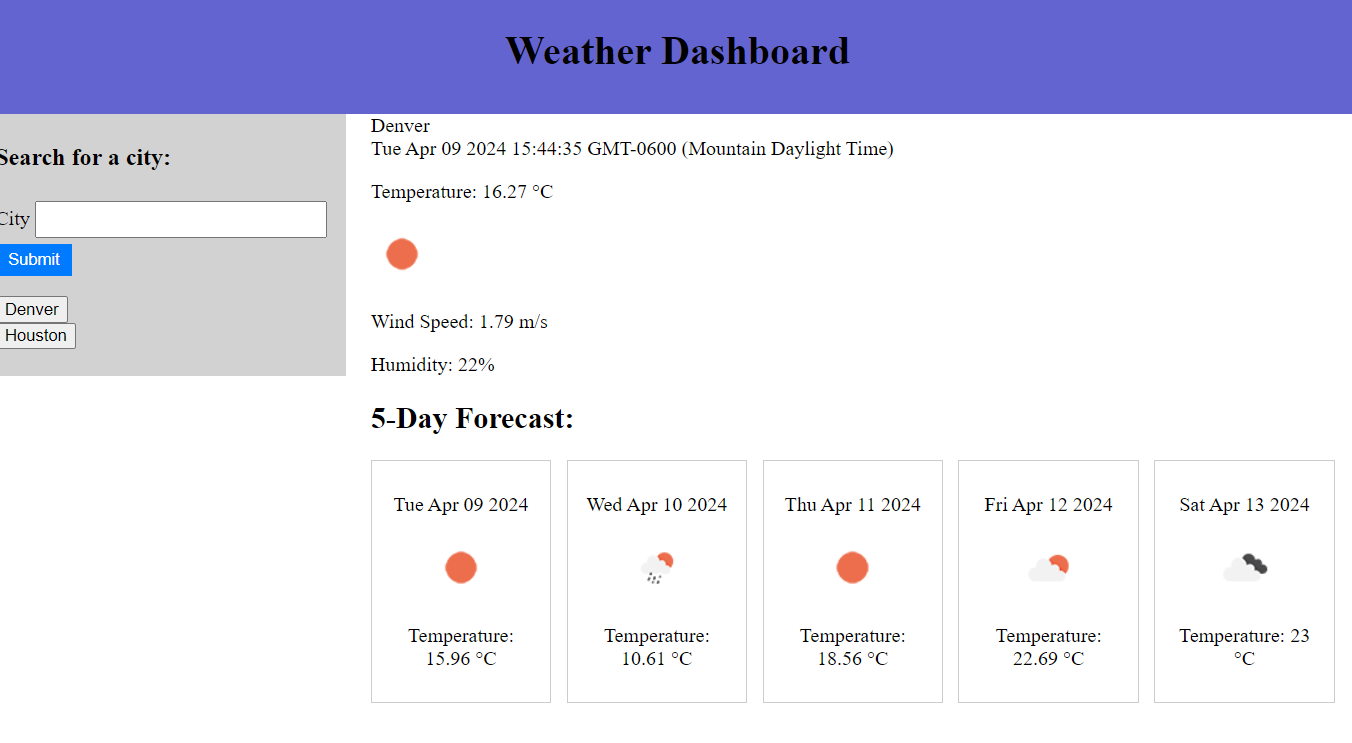 Weather Dashboard
Search for a city:
City
Submit
Denver
Houston
Denver
Tue Apr 09 2024 15:44:35 GMT-0600 (Mountain Daylight Time)
Temperature: 16.27 °C
Wind Speed: 1.79 m/s
Humidity: 22%
5-Day Forecast:
Tue Apr 09 2024
Temperature:
15.96 °C
Wed Apr 10 2024
Temperature:
10.61 °C
Thu Apr 11 2024
Temperature:
18.56 °C
Fri Apr 12 2024
Temperature:
22.69 °C
Sat Apr 13 2024
Temperature: 23
°C